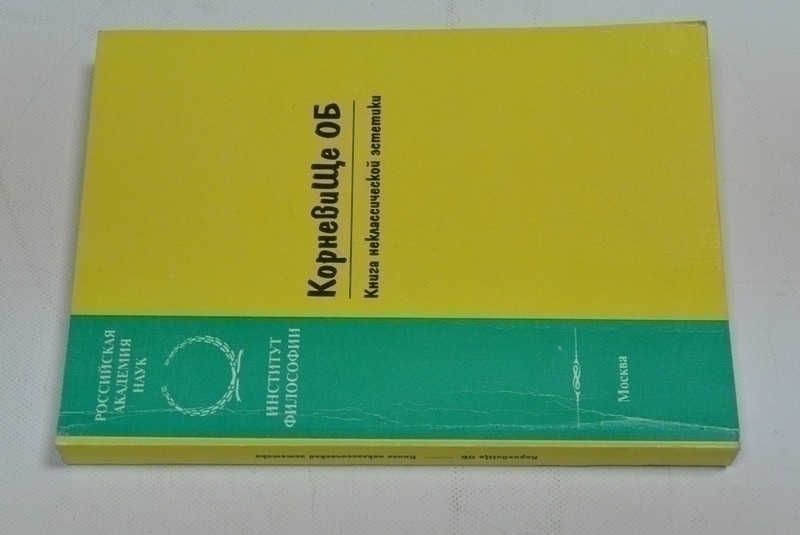 РОССИЙСКАЯ
АКАДЕМИЯ
НАУК
ИНСТИТУТ
ФИЛОСОФИИ
КорневиЩе ОБ
Книга неклассической эстетики
Москва
КорневиЩе ОБ
Книга неклассической эстетики